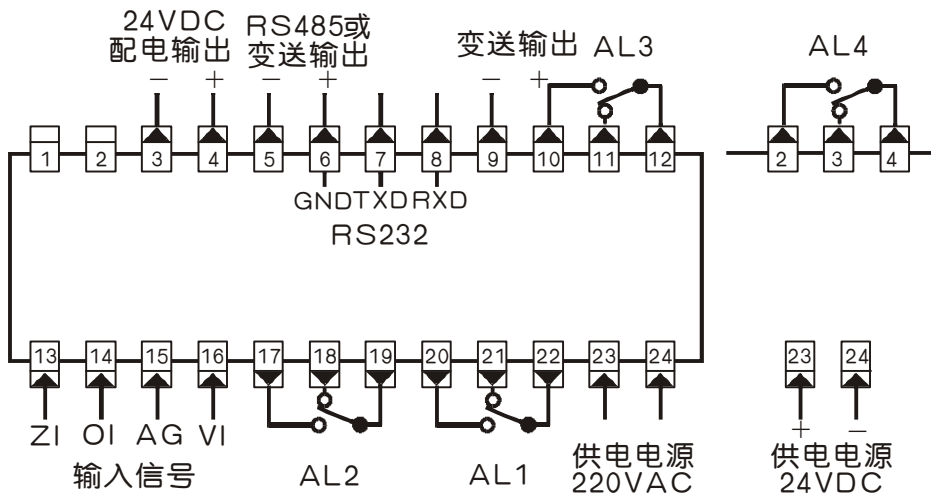 24VDC
配电输出
RS485或
变送输出
变送输出
AL3
AL4
− + − + − +
1 2 3 4 5 6 7 8 9 10 11 12
2 3 4
GND TXD RXD
RS232
13 14 15 16 17 18 19 20 21 22 23 24
23 24
ZI OI AG VI
+ −
输入信号
AL2
AL1
供电电源
220VAC
供电电源
24VDC